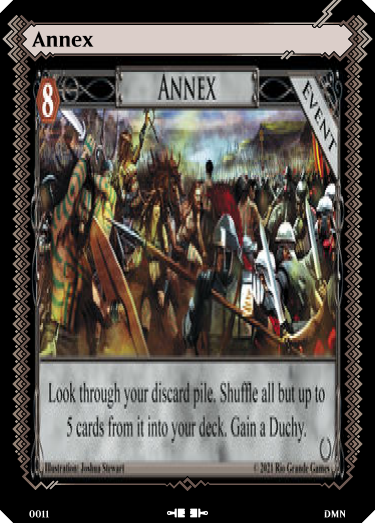 Annex
8
ANNEX
EVENT
Look through your discard pile. Shuffle all but up to
5 cards from it into your deck. Gain a Duchy.
Illustration: Joshua Stewart
© 2021 Rio Grande Games
0011
DMN